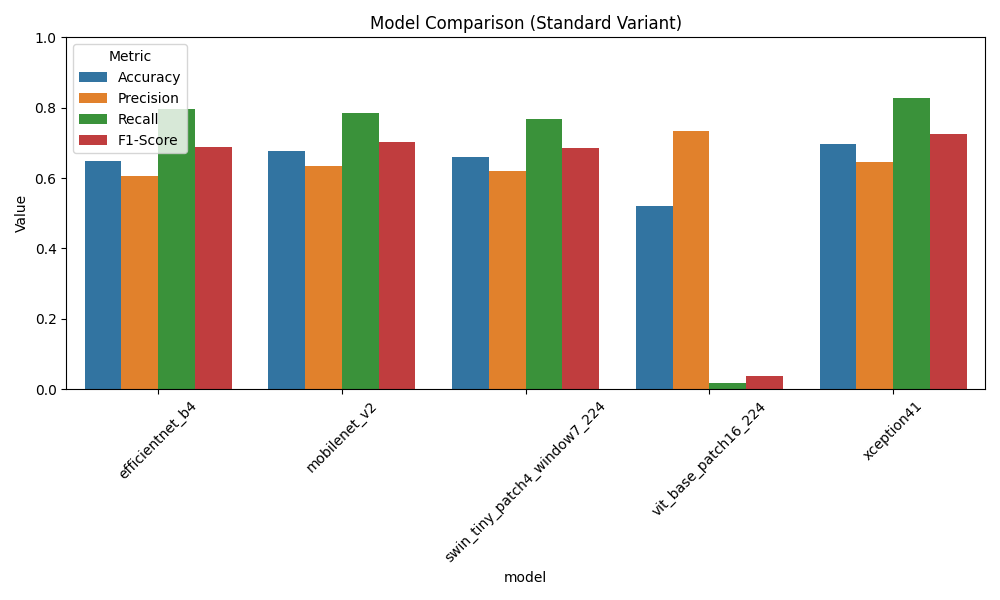 Model Comparison (Standard Variant)
Metric
Accuracy
Precision
Recall
F1-Score
Value
1.0
0.8
0.6
0.4
0.2
0.0
efficientnet_b4
mobilenet_v2
swin_tiny_patch4_window7_224
vit_base_patch16_224
xception41
model